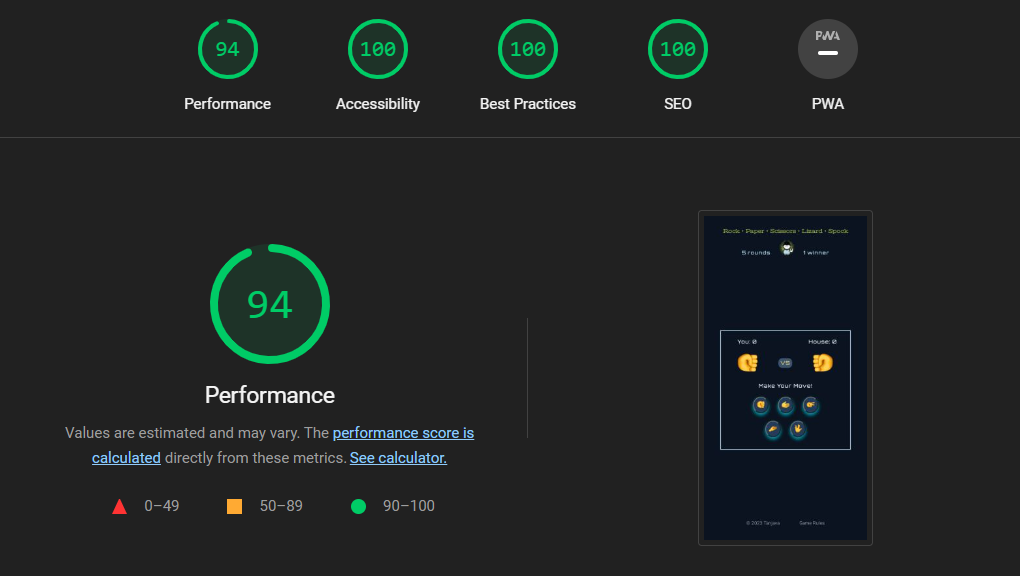 94
100
100
100
PWA
Performance
Accessibility
Best Practices
SEO
PWA
94
Performance
Values are estimated and may vary. The performance score is
calculated directly from these metrics. See calculator.
0–49
50–89
90–100
Rock • Paper • Scissors • Lizard • Spock
5 rounds
1 winner
You: 0
House: 0
VS
Make Your Move!
Game Rules